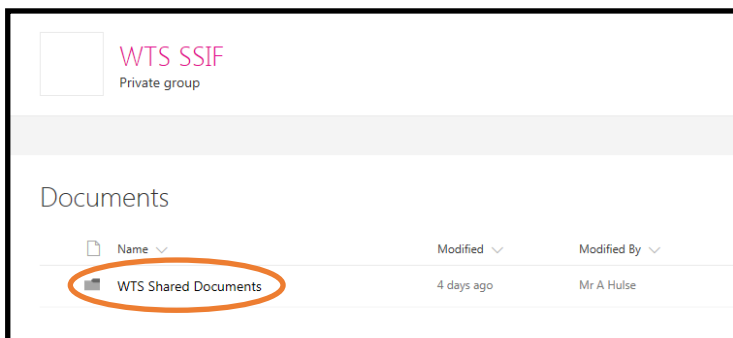 WTS SSIF
Private group
Documents
Name Modified Modified By
WTS Shared Documents 4 days ago Mr A Hulse